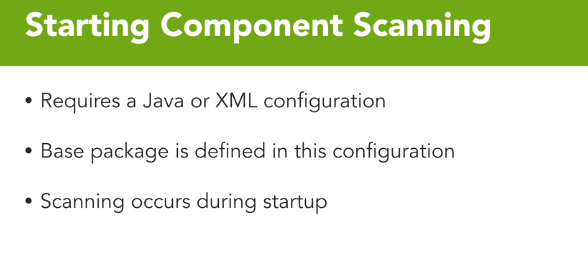 Starting Component Scanning
• Requires a Java or XML configuration
• Base package is defined in this configuration
• Scanning occurs during startup